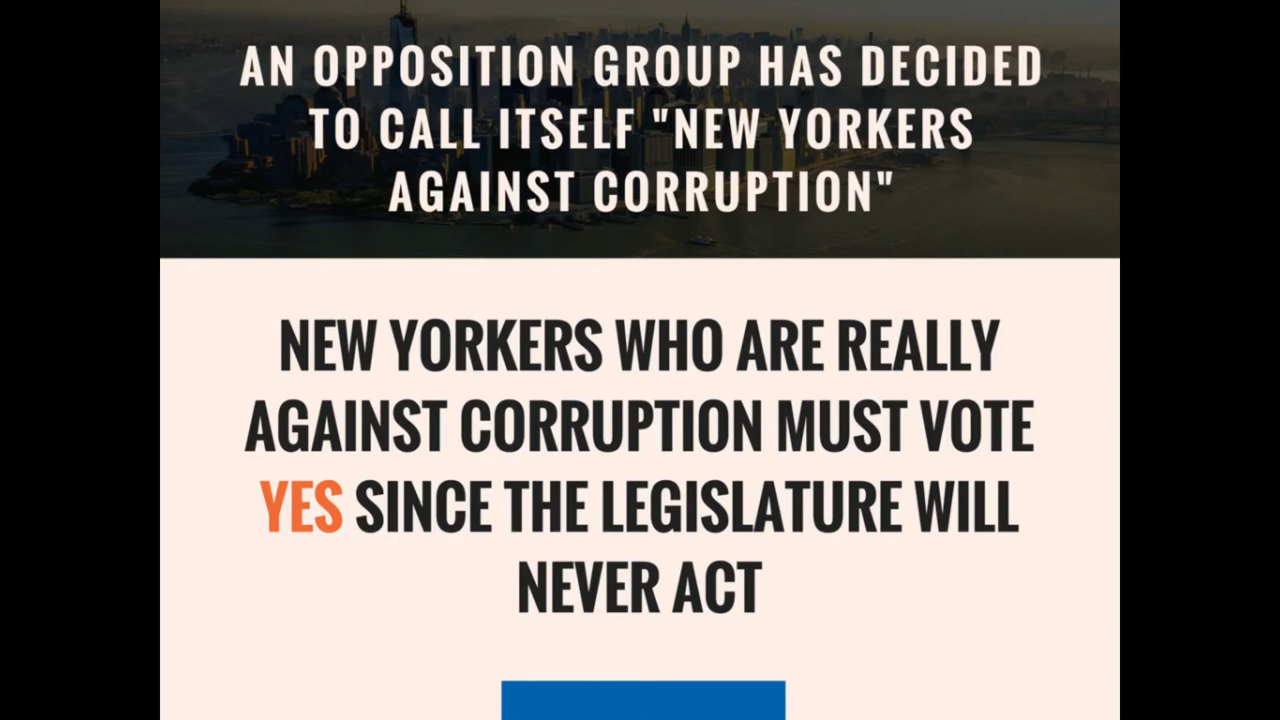 AN OPPOSITION GROUP HAS DECIDED
TO CALL ITSELF "NEW YORKERS
AGAINST CORRUPTION"
NEW YORKERS WHO ARE REALLY
AGAINST CORRUPTION MUST VOTE
YES SINCE THE LEGISLATURE WILL
NEVER ACT